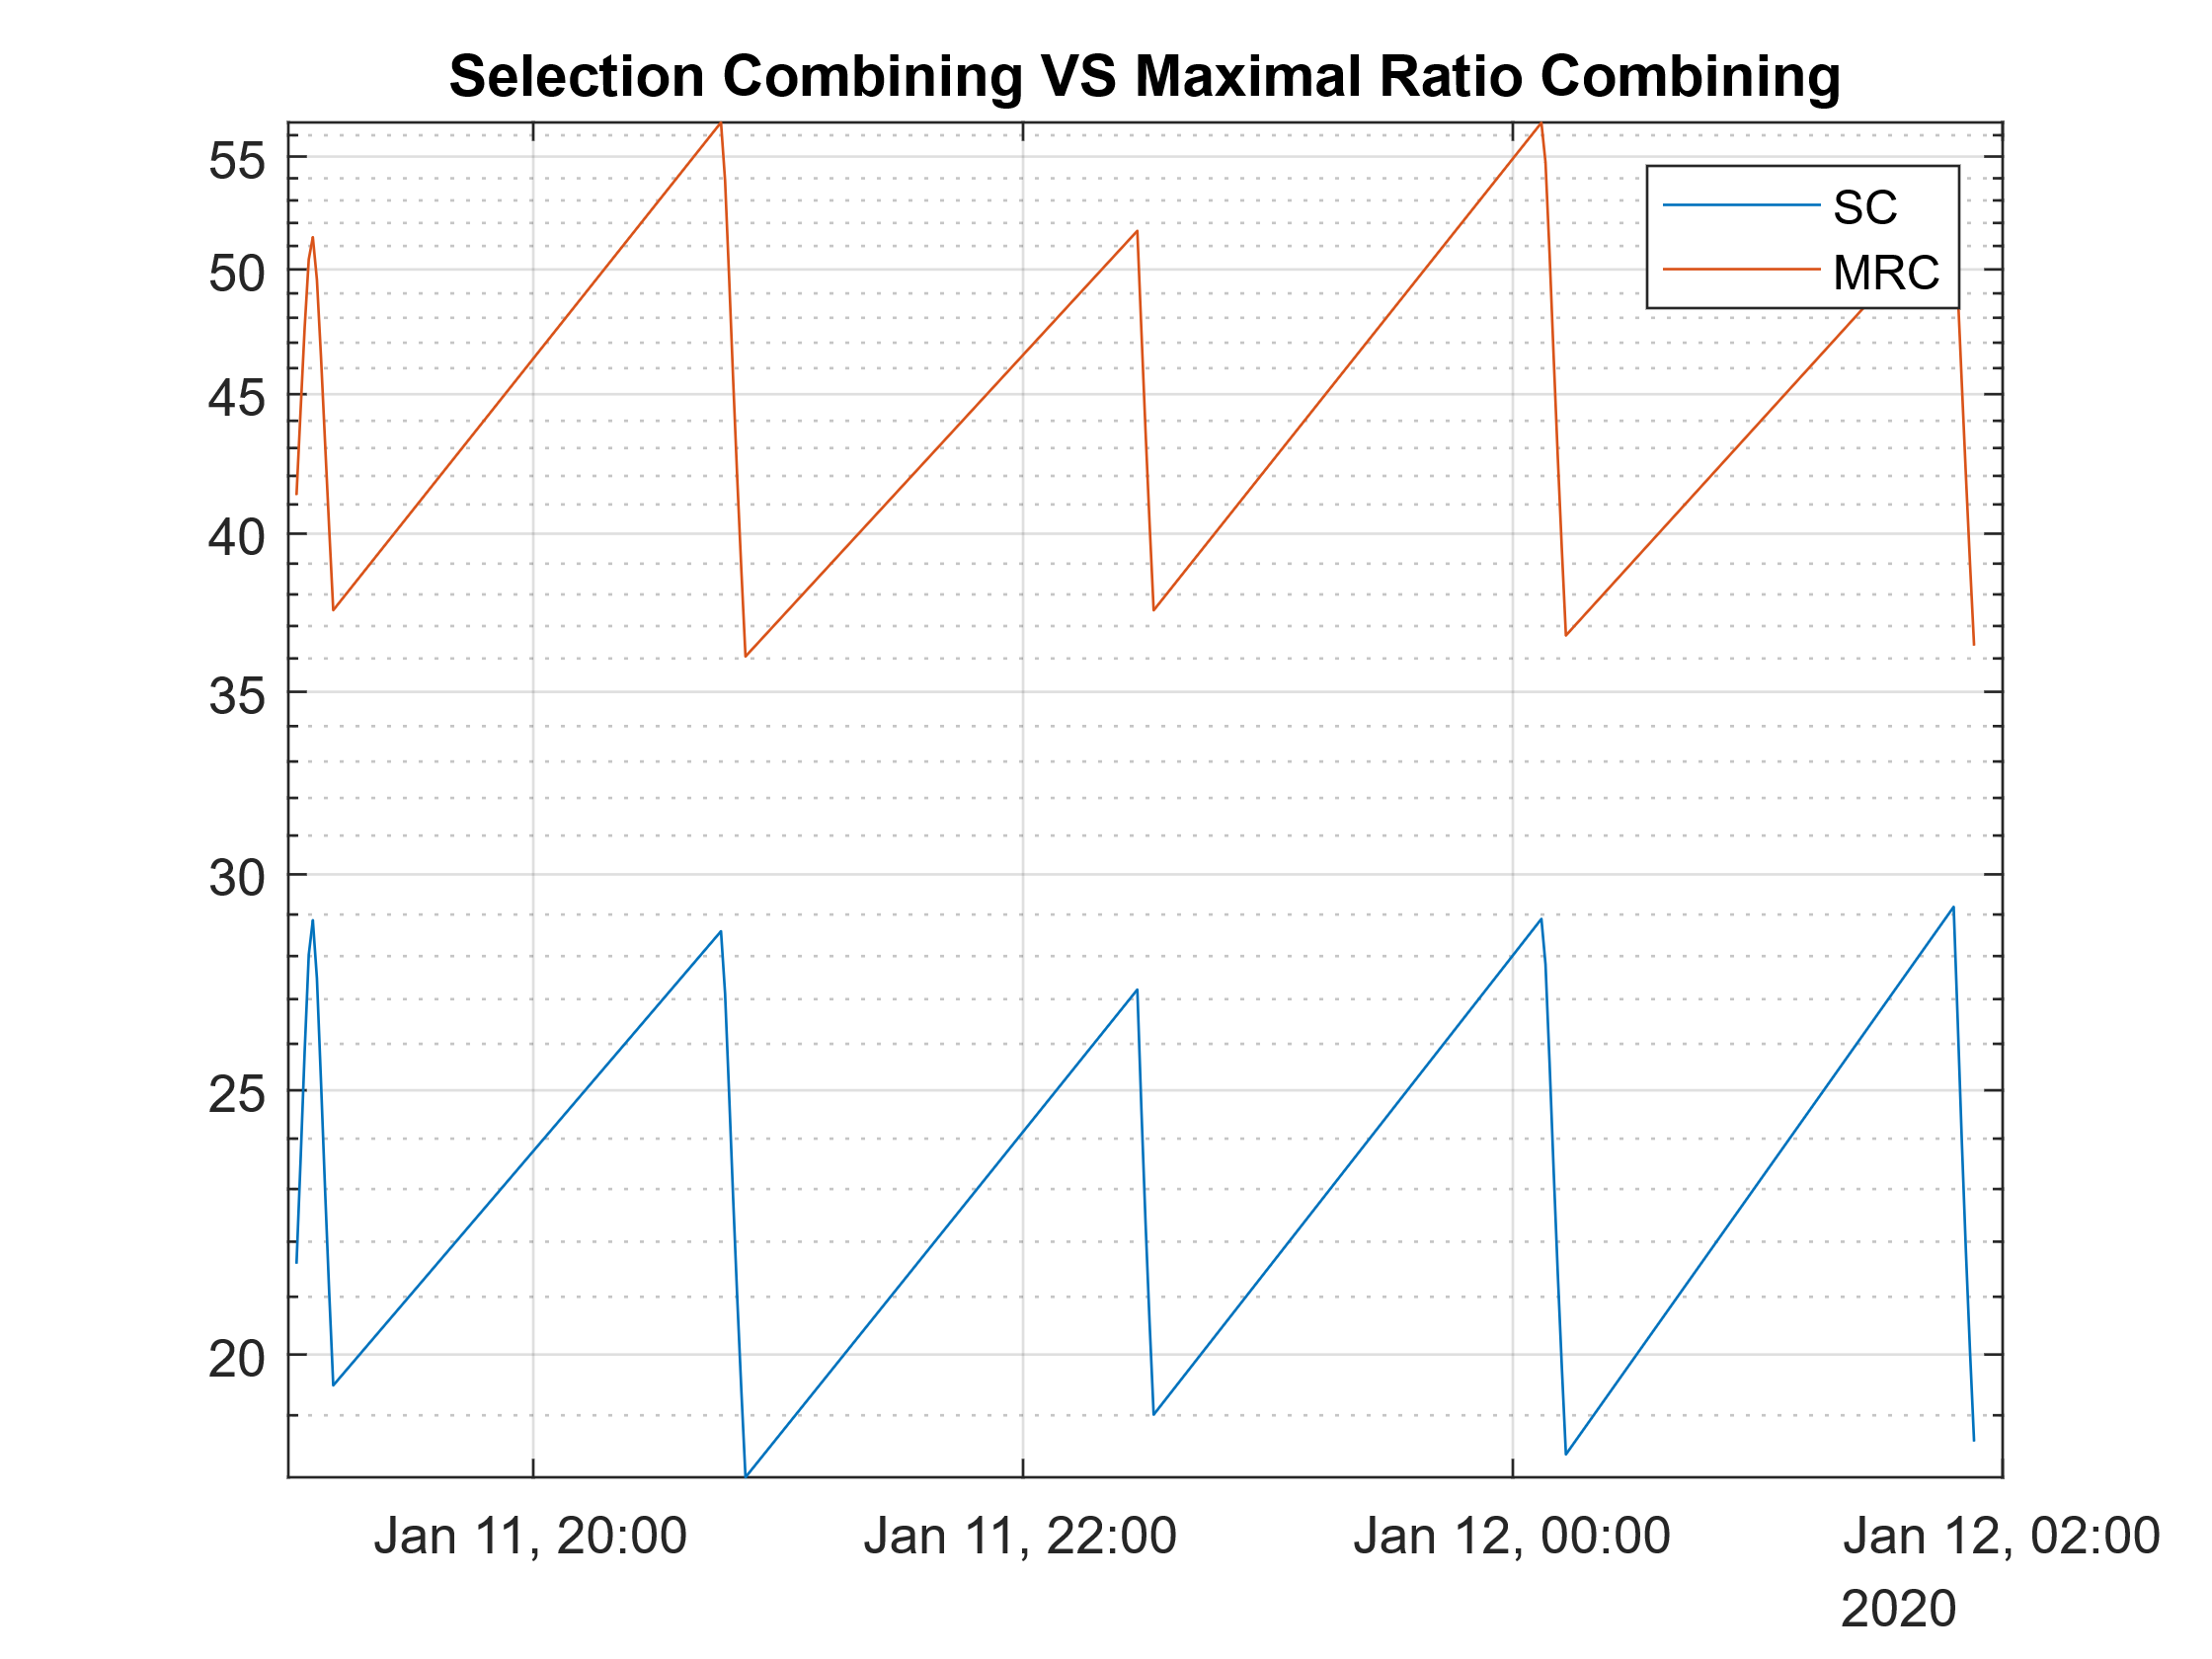 Selection Combining VS Maximal Ratio Combining
55
50
45
40
35
30
25
20
SC
MRC
Jan 11, 20:00
Jan 11, 22:00
Jan 12, 00:00
Jan 12, 02:00
2020